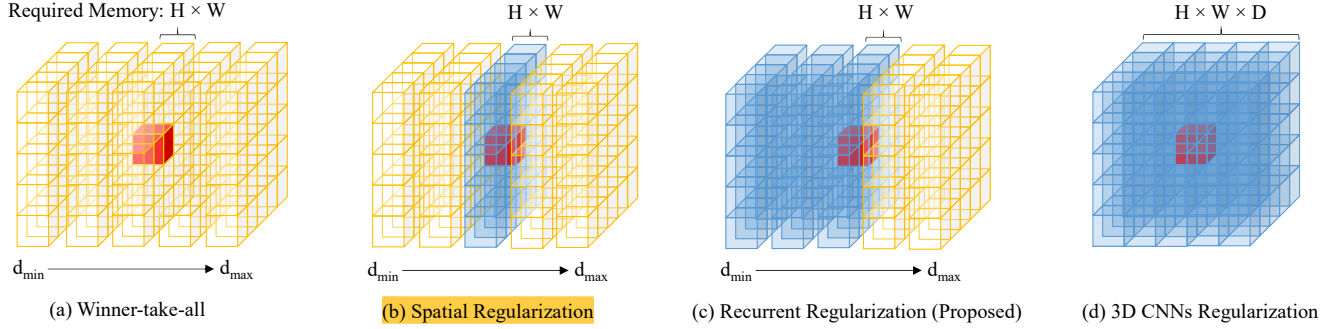 Required Memory: H × W
H × W
H × W
H × W × D
d_min
d_max
d_min
d_max
d_min
d_max
(a) Winner-take-all
(b) Spatial Regularization
(c) Recurrent Regularization (Proposed)
(d) 3D CNNs Regularization